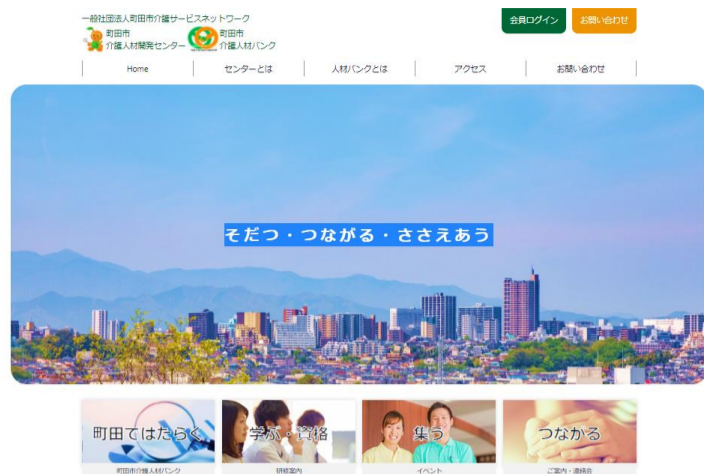 一般社団法人町田市介護サービスネットワーク
町田市
介護人材開発センター
町田市
介護人材バンク
会員ログイン
お問い合わせ
Home
センターとは
人材バンクとは
アクセス
お問い合わせ
そだつ・つながる・ささえあう
町田ではたらく
学ぶ・資格
集う
つながる
町田市介護人材バンク
研修案内
イベント
ご案内・連絡会